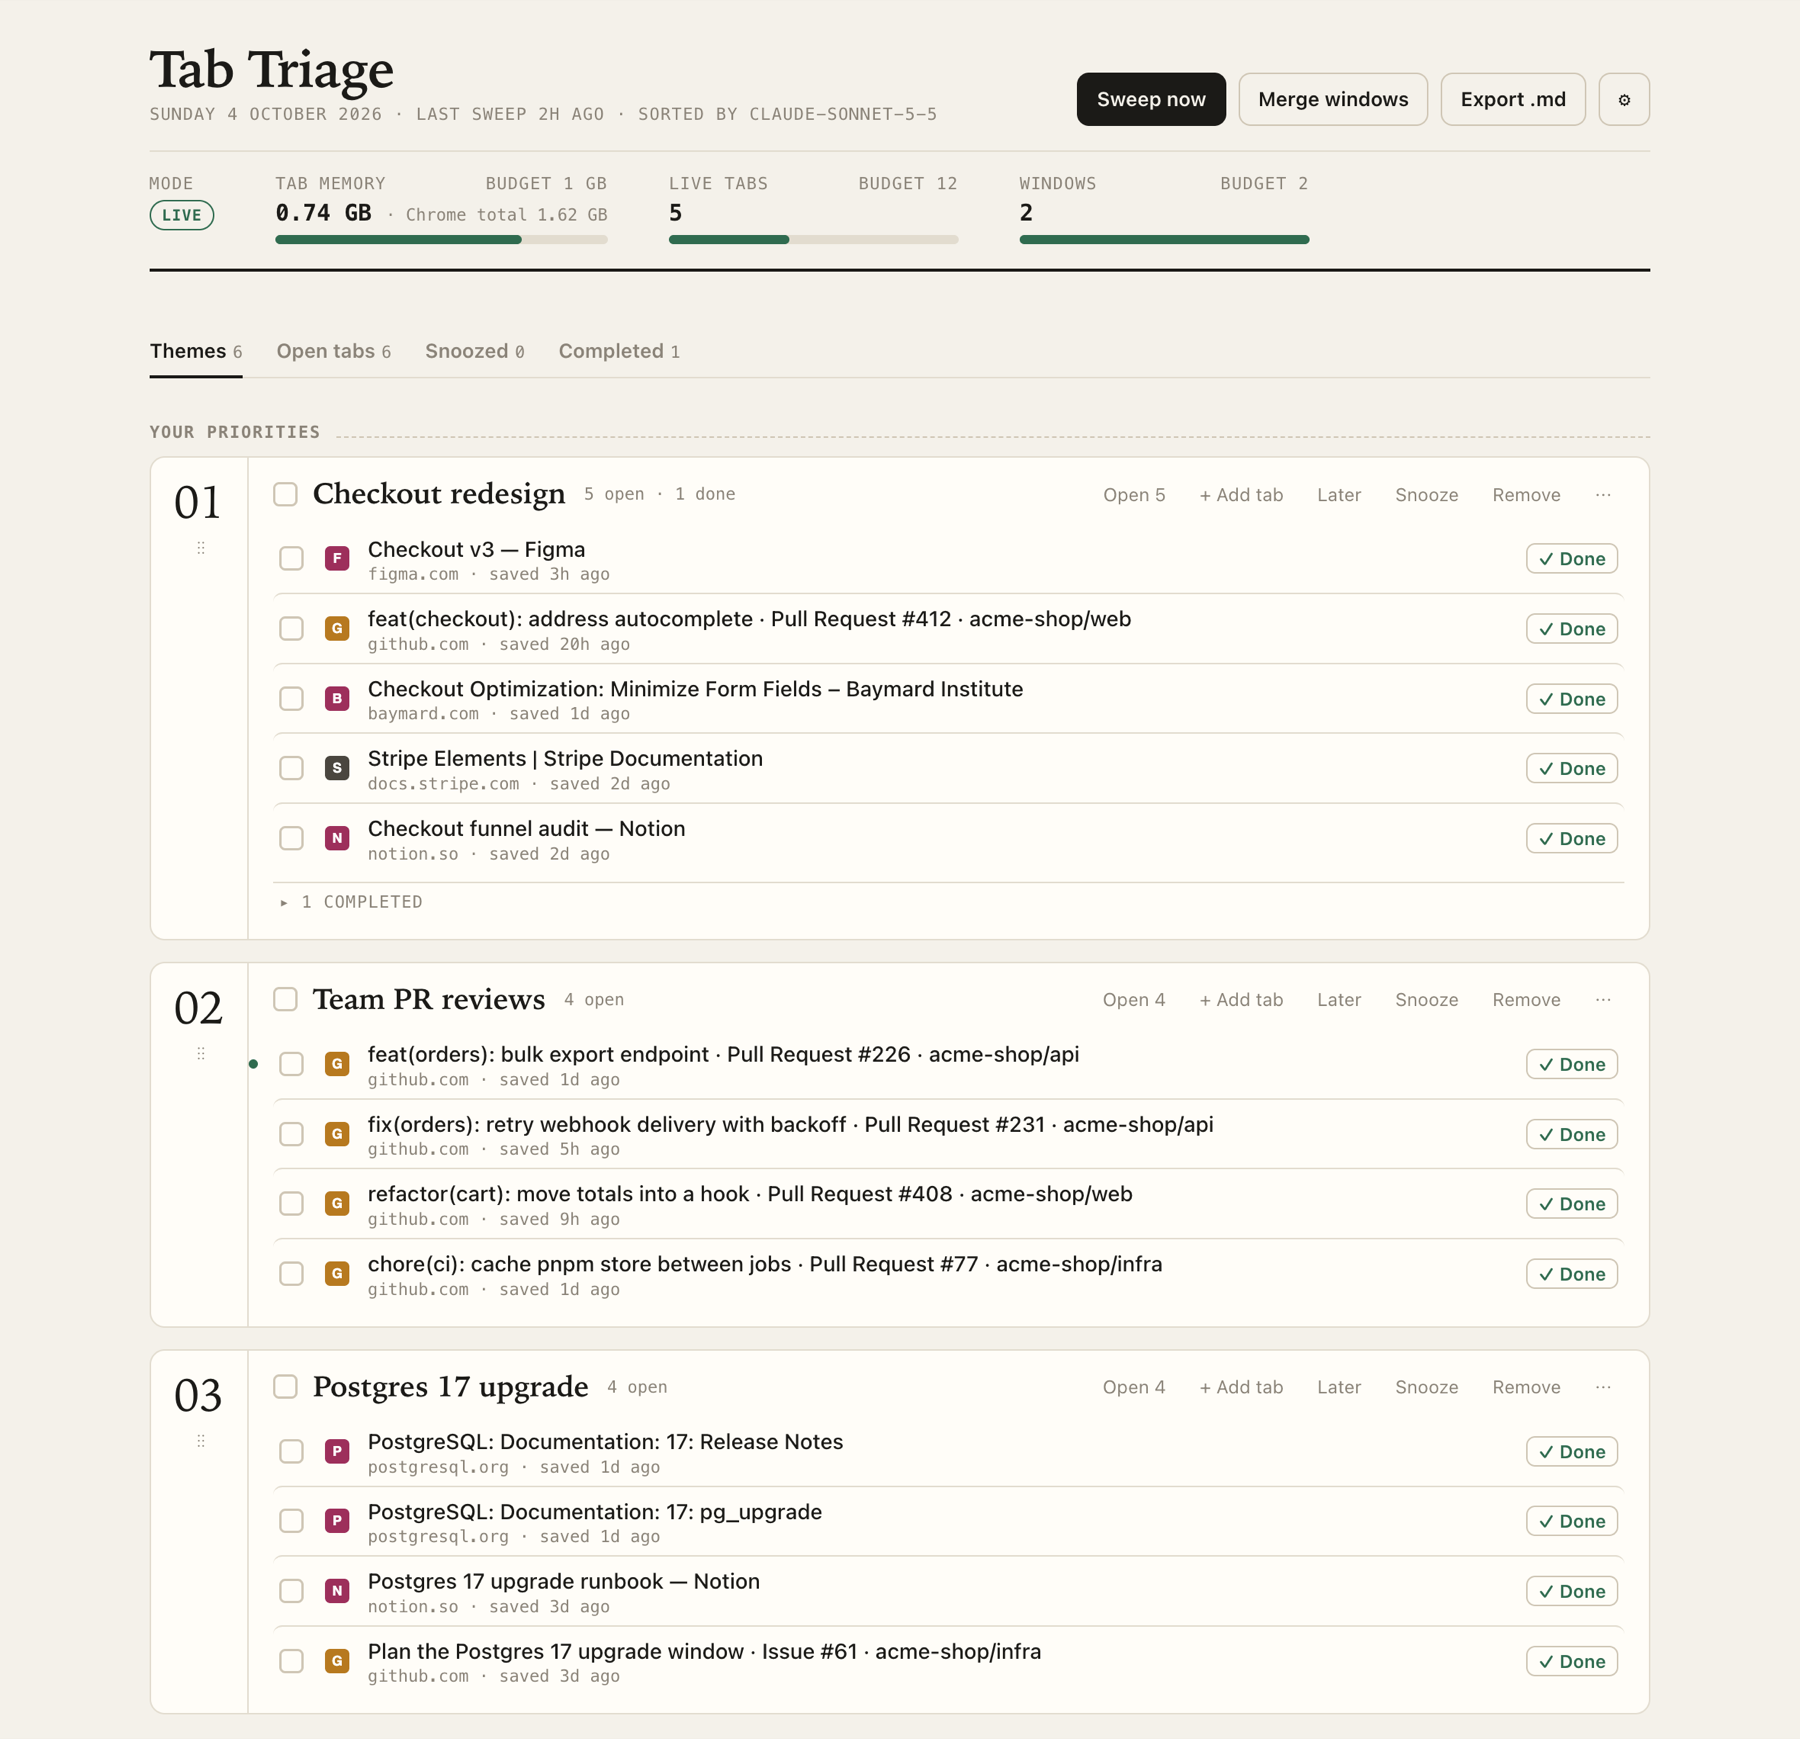 Tab Triage
SUNDAY 4 OCTOBER 2026 · LAST SWEEP 2H AGO · SORTED BY CLAUDE-SONNET-5-5
Sweep now
Merge windows
Export .md
⚙
MODE
LIVE
TAB MEMORY BUDGET 1 GB
0.74 GB · Chrome total 1.62 GB
LIVE TABS BUDGET 12
5
WINDOWS BUDGET 2
2
Themes 6
Open tabs 6
Snoozed 0
Completed 1
YOUR PRIORITIES
01
Checkout redesign 5 open · 1 done
Open 5 + Add tab Later Snooze Remove ···
F Checkout v3 — Figma
figma.com · saved 3h ago
✓ Done
G feat(checkout): address autocomplete · Pull Request #412 · acme-shop/web
github.com · saved 20h ago
✓ Done
B Checkout Optimization: Minimize Form Fields – Baymard Institute
baymard.com · saved 1d ago
✓ Done
S Stripe Elements | Stripe Documentation
docs.stripe.com · saved 2d ago
✓ Done
N Checkout funnel audit — Notion
notion.so · saved 2d ago
✓ Done
▸ 1 COMPLETED
02
Team PR reviews 4 open
Open 4 + Add tab Later Snooze Remove ···
G feat(orders): bulk export endpoint · Pull Request #226 · acme-shop/api
github.com · saved 1d ago
✓ Done
G fix(orders): retry webhook delivery with backoff · Pull Request #231 · acme-shop/api
github.com · saved 5h ago
✓ Done
G refactor(cart): move totals into a hook · Pull Request #408 · acme-shop/web
github.com · saved 9h ago
✓ Done
G chore(ci): cache pnpm store between jobs · Pull Request #77 · acme-shop/infra
github.com · saved 1d ago
✓ Done
03
Postgres 17 upgrade 4 open
Open 4 + Add tab Later Snooze Remove ···
P PostgreSQL: Documentation: 17: Release Notes
postgresql.org · saved 1d ago
✓ Done
P PostgreSQL: Documentation: 17: pg_upgrade
postgresql.org · saved 1d ago
✓ Done
N Postgres 17 upgrade runbook — Notion
notion.so · saved 3d ago
✓ Done
G Plan the Postgres 17 upgrade window · Issue #61 · acme-shop/infra
github.com · saved 3d ago
✓ Done